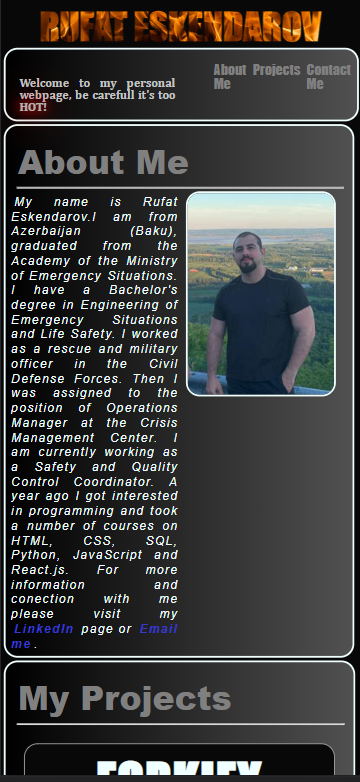 RUFAT ESKENDAROV
About Me
Projects
Contact Me
Welcome to my personal
webpage, be carefull it's too
HOT!
About Me
My name is Rufat
Eskendarov.I am from
Azerbaijan (Baku),
graduated from the
Academy of the Ministry
of Emergency Situations.
I have a Bachelor's
degree in Engineering of
Emergency Situations
and Life Safety. I worked
as a rescue and military
officer in the Civil
Defense Forces. Then I
was assigned to the
position of Operations
Manager at the Crisis
Management Center. I
am currently working as
a Safety and Quality
Control Coordinator. A
year ago I got interested
in programming and took
a number of courses on
HTML, CSS, SQL,
Python, JavaScript and
React.js. For more
information and
conection with me
please visit my
LinkedIn page or Email
me .
My Projects
FORKIFY